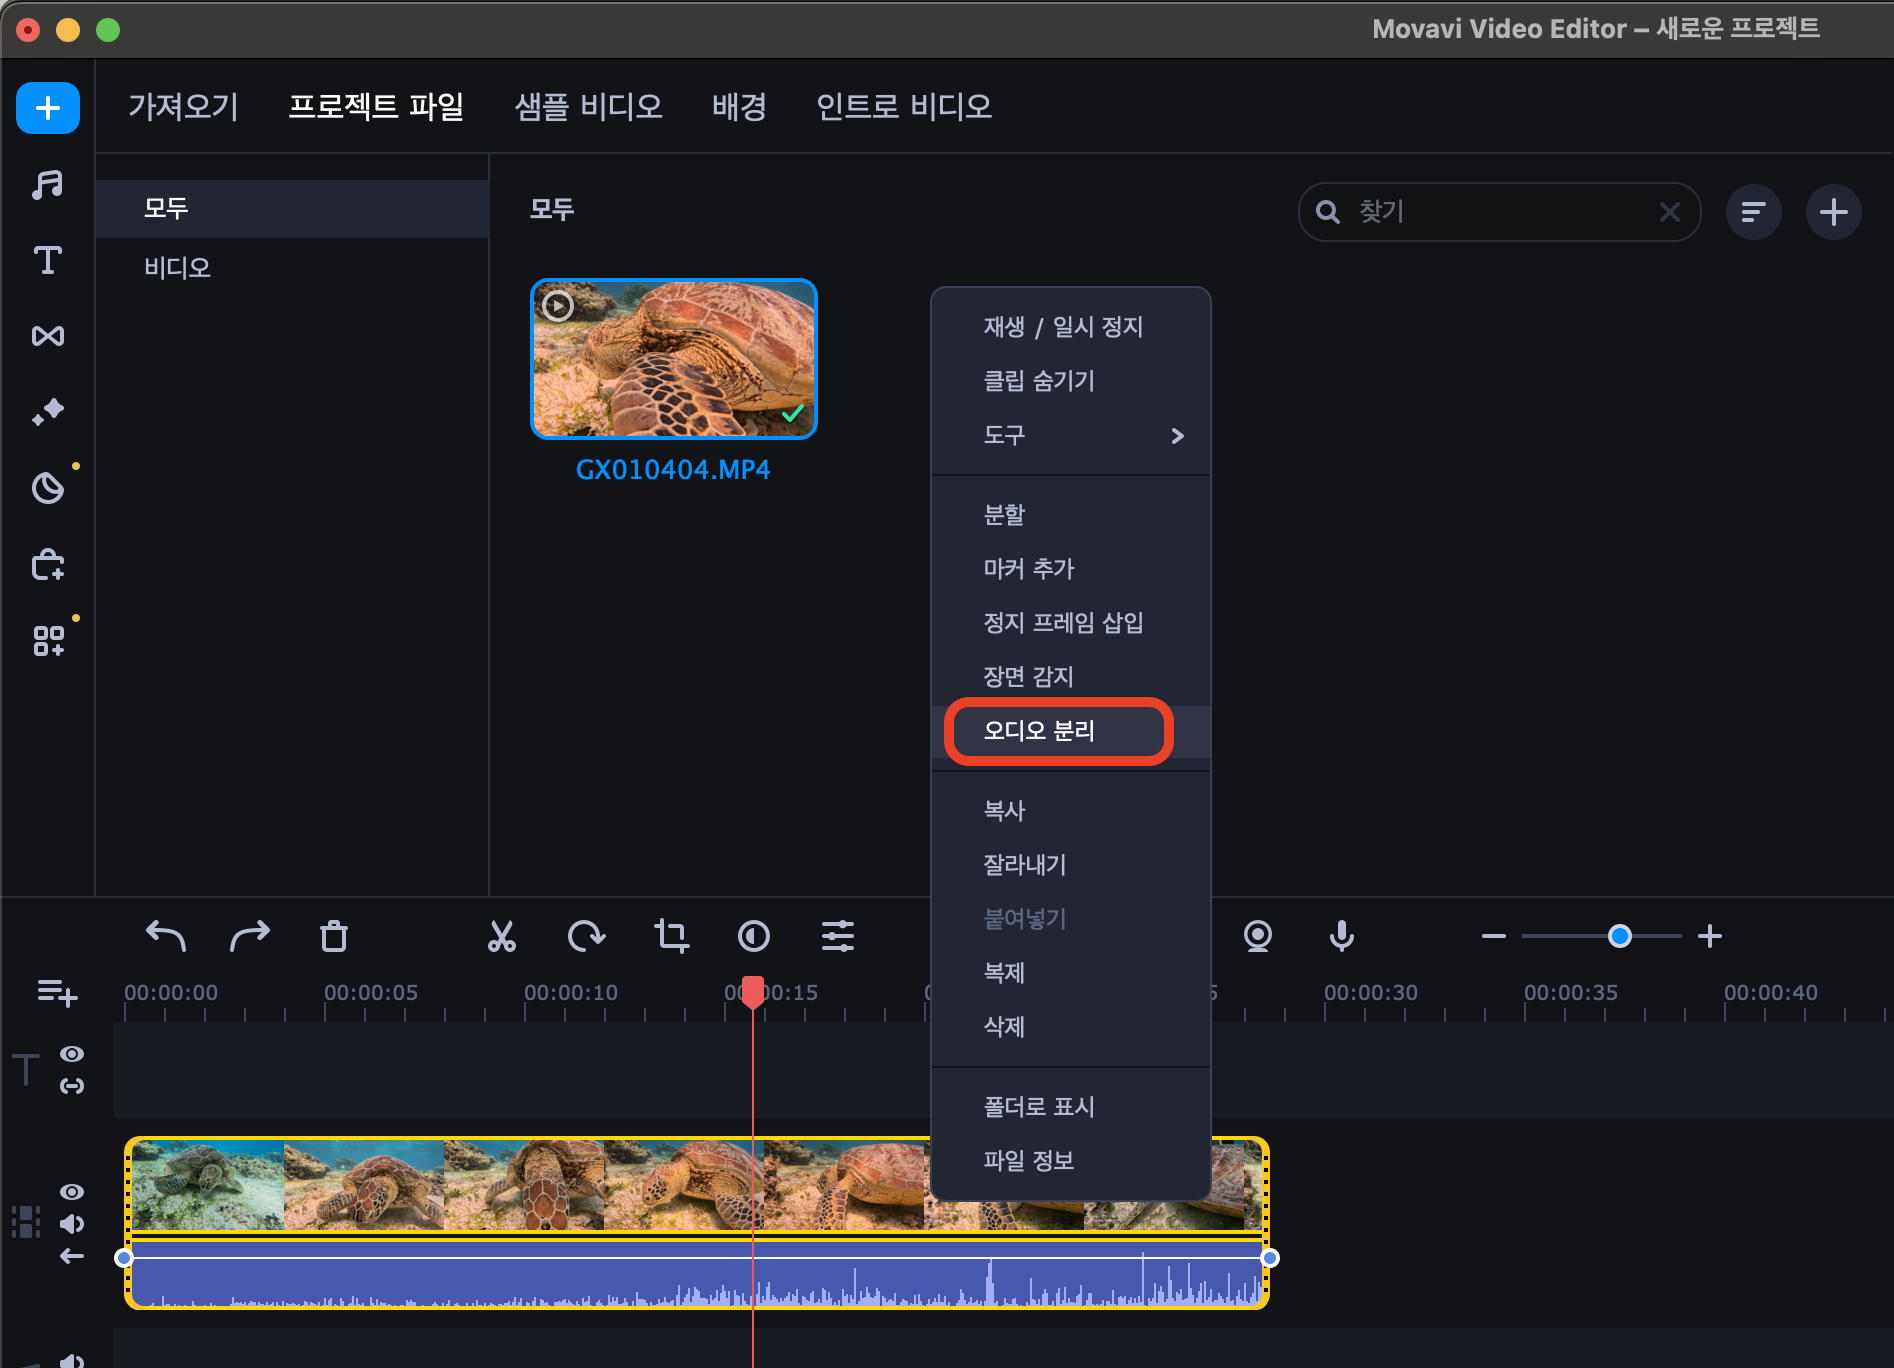 Movavi Video Editor – 새로운 프로젝트
가져오기 프로젝트 파일 샘플 비디오 배경 인트로 비디오
모두
비디오
모두
찾기
GX010404.MP4
재생 / 일시 정지
클립 숨기기
도구
분할
마커 추가
정지 프레임 삽입
장면 감지
오디오 분리
복사
잘라내기
붙여넣기
복제
삭제
폴더로 표시
파일 정보
00:00:00 00:00:05 00:00:10 00:00:15 00:00:30 00:00:35 00:00:40